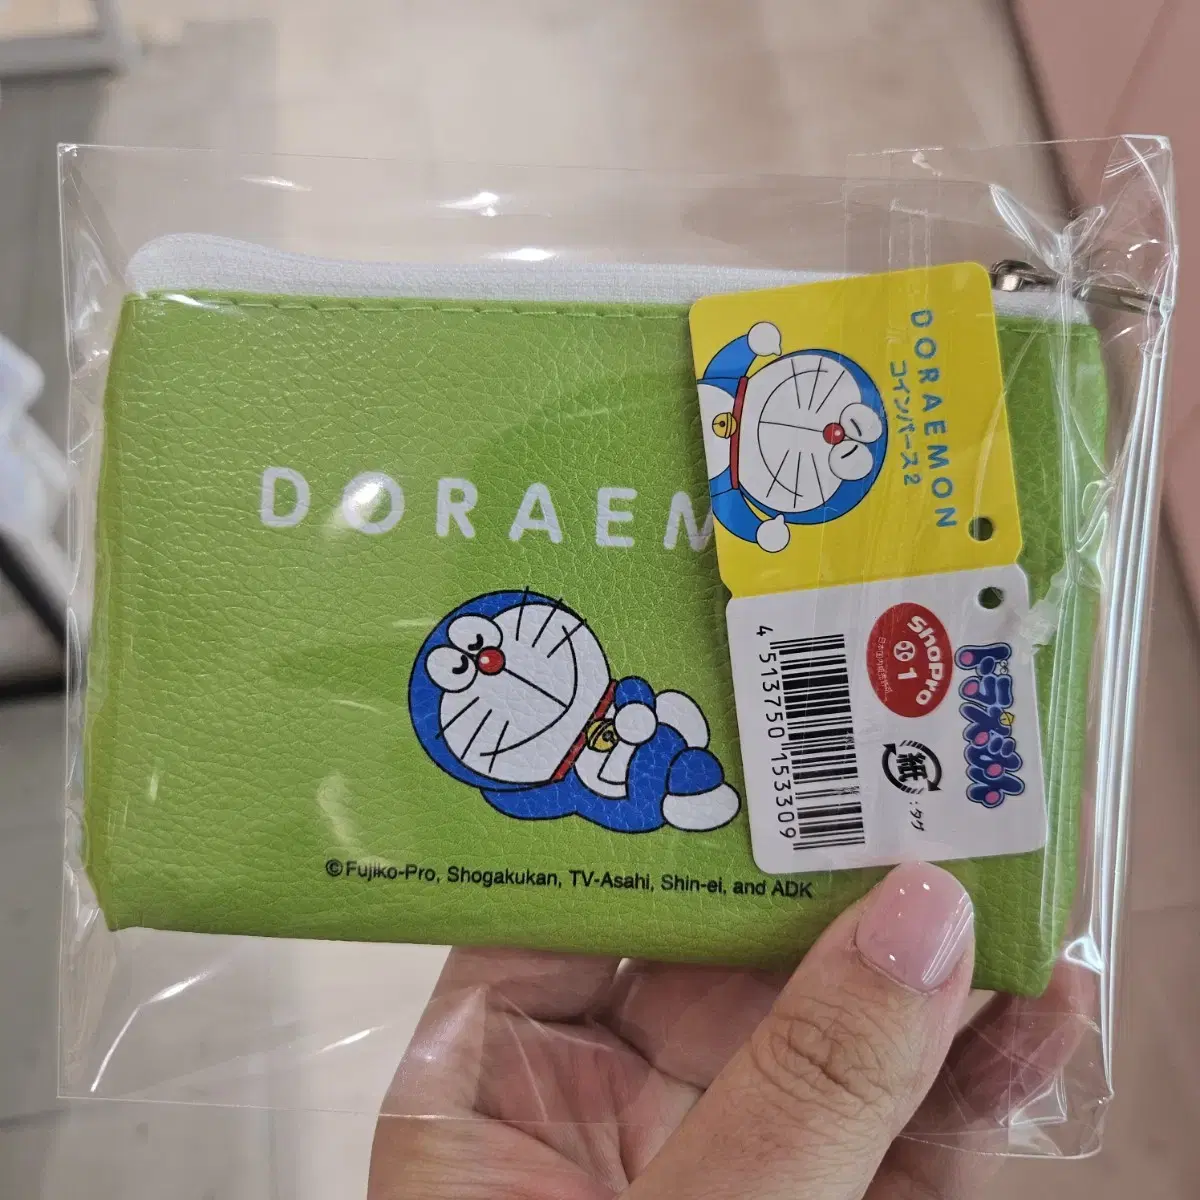 DORAEM
©Fujiko-Pro, Shogakukan, TV-Asahi, Shin-ei, and ADK
DORAEMON
コインパース2
ShoPro
1
ドラえもん
紙
:タグ
4 513750 153309